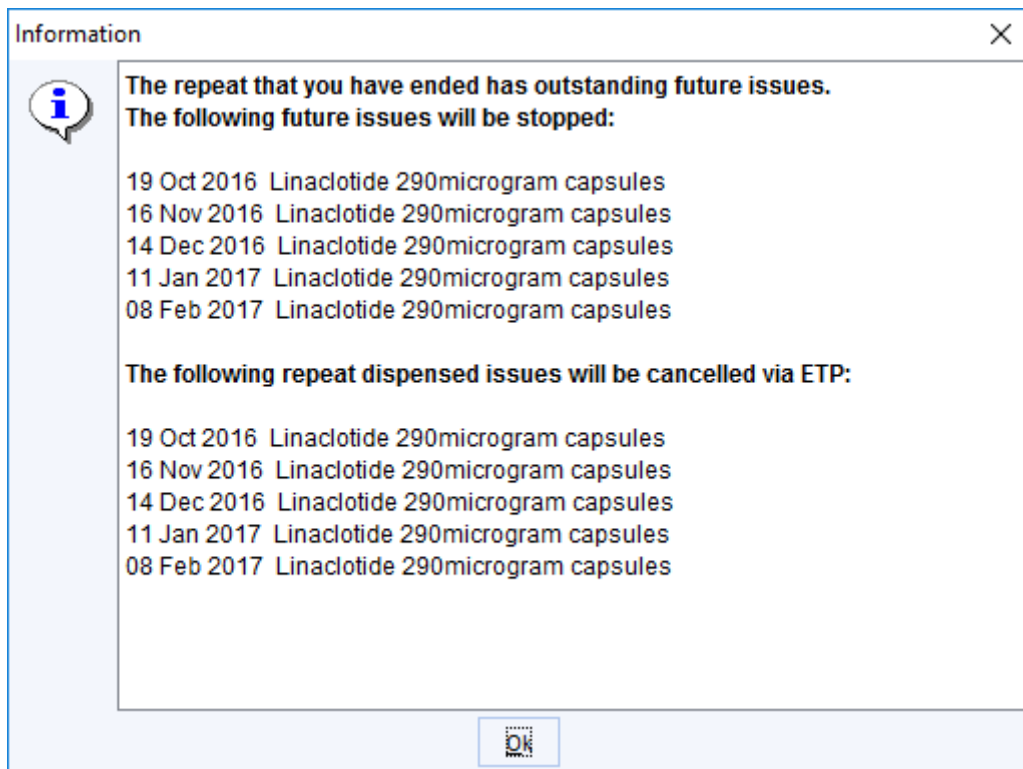 Information
The repeat that you have ended has outstanding future issues.
The following future issues will be stopped:
19 Oct 2016  Linaclotide 290microgram capsules
16 Nov 2016  Linaclotide 290microgram capsules
14 Dec 2016  Linaclotide 290microgram capsules
11 Jan 2017  Linaclotide 290microgram capsules
08 Feb 2017  Linaclotide 290microgram capsules
The following repeat dispensed issues will be cancelled via ETP:
19 Oct 2016  Linaclotide 290microgram capsules
16 Nov 2016  Linaclotide 290microgram capsules
14 Dec 2016  Linaclotide 290microgram capsules
11 Jan 2017  Linaclotide 290microgram capsules
08 Feb 2017  Linaclotide 290microgram capsules
Ok